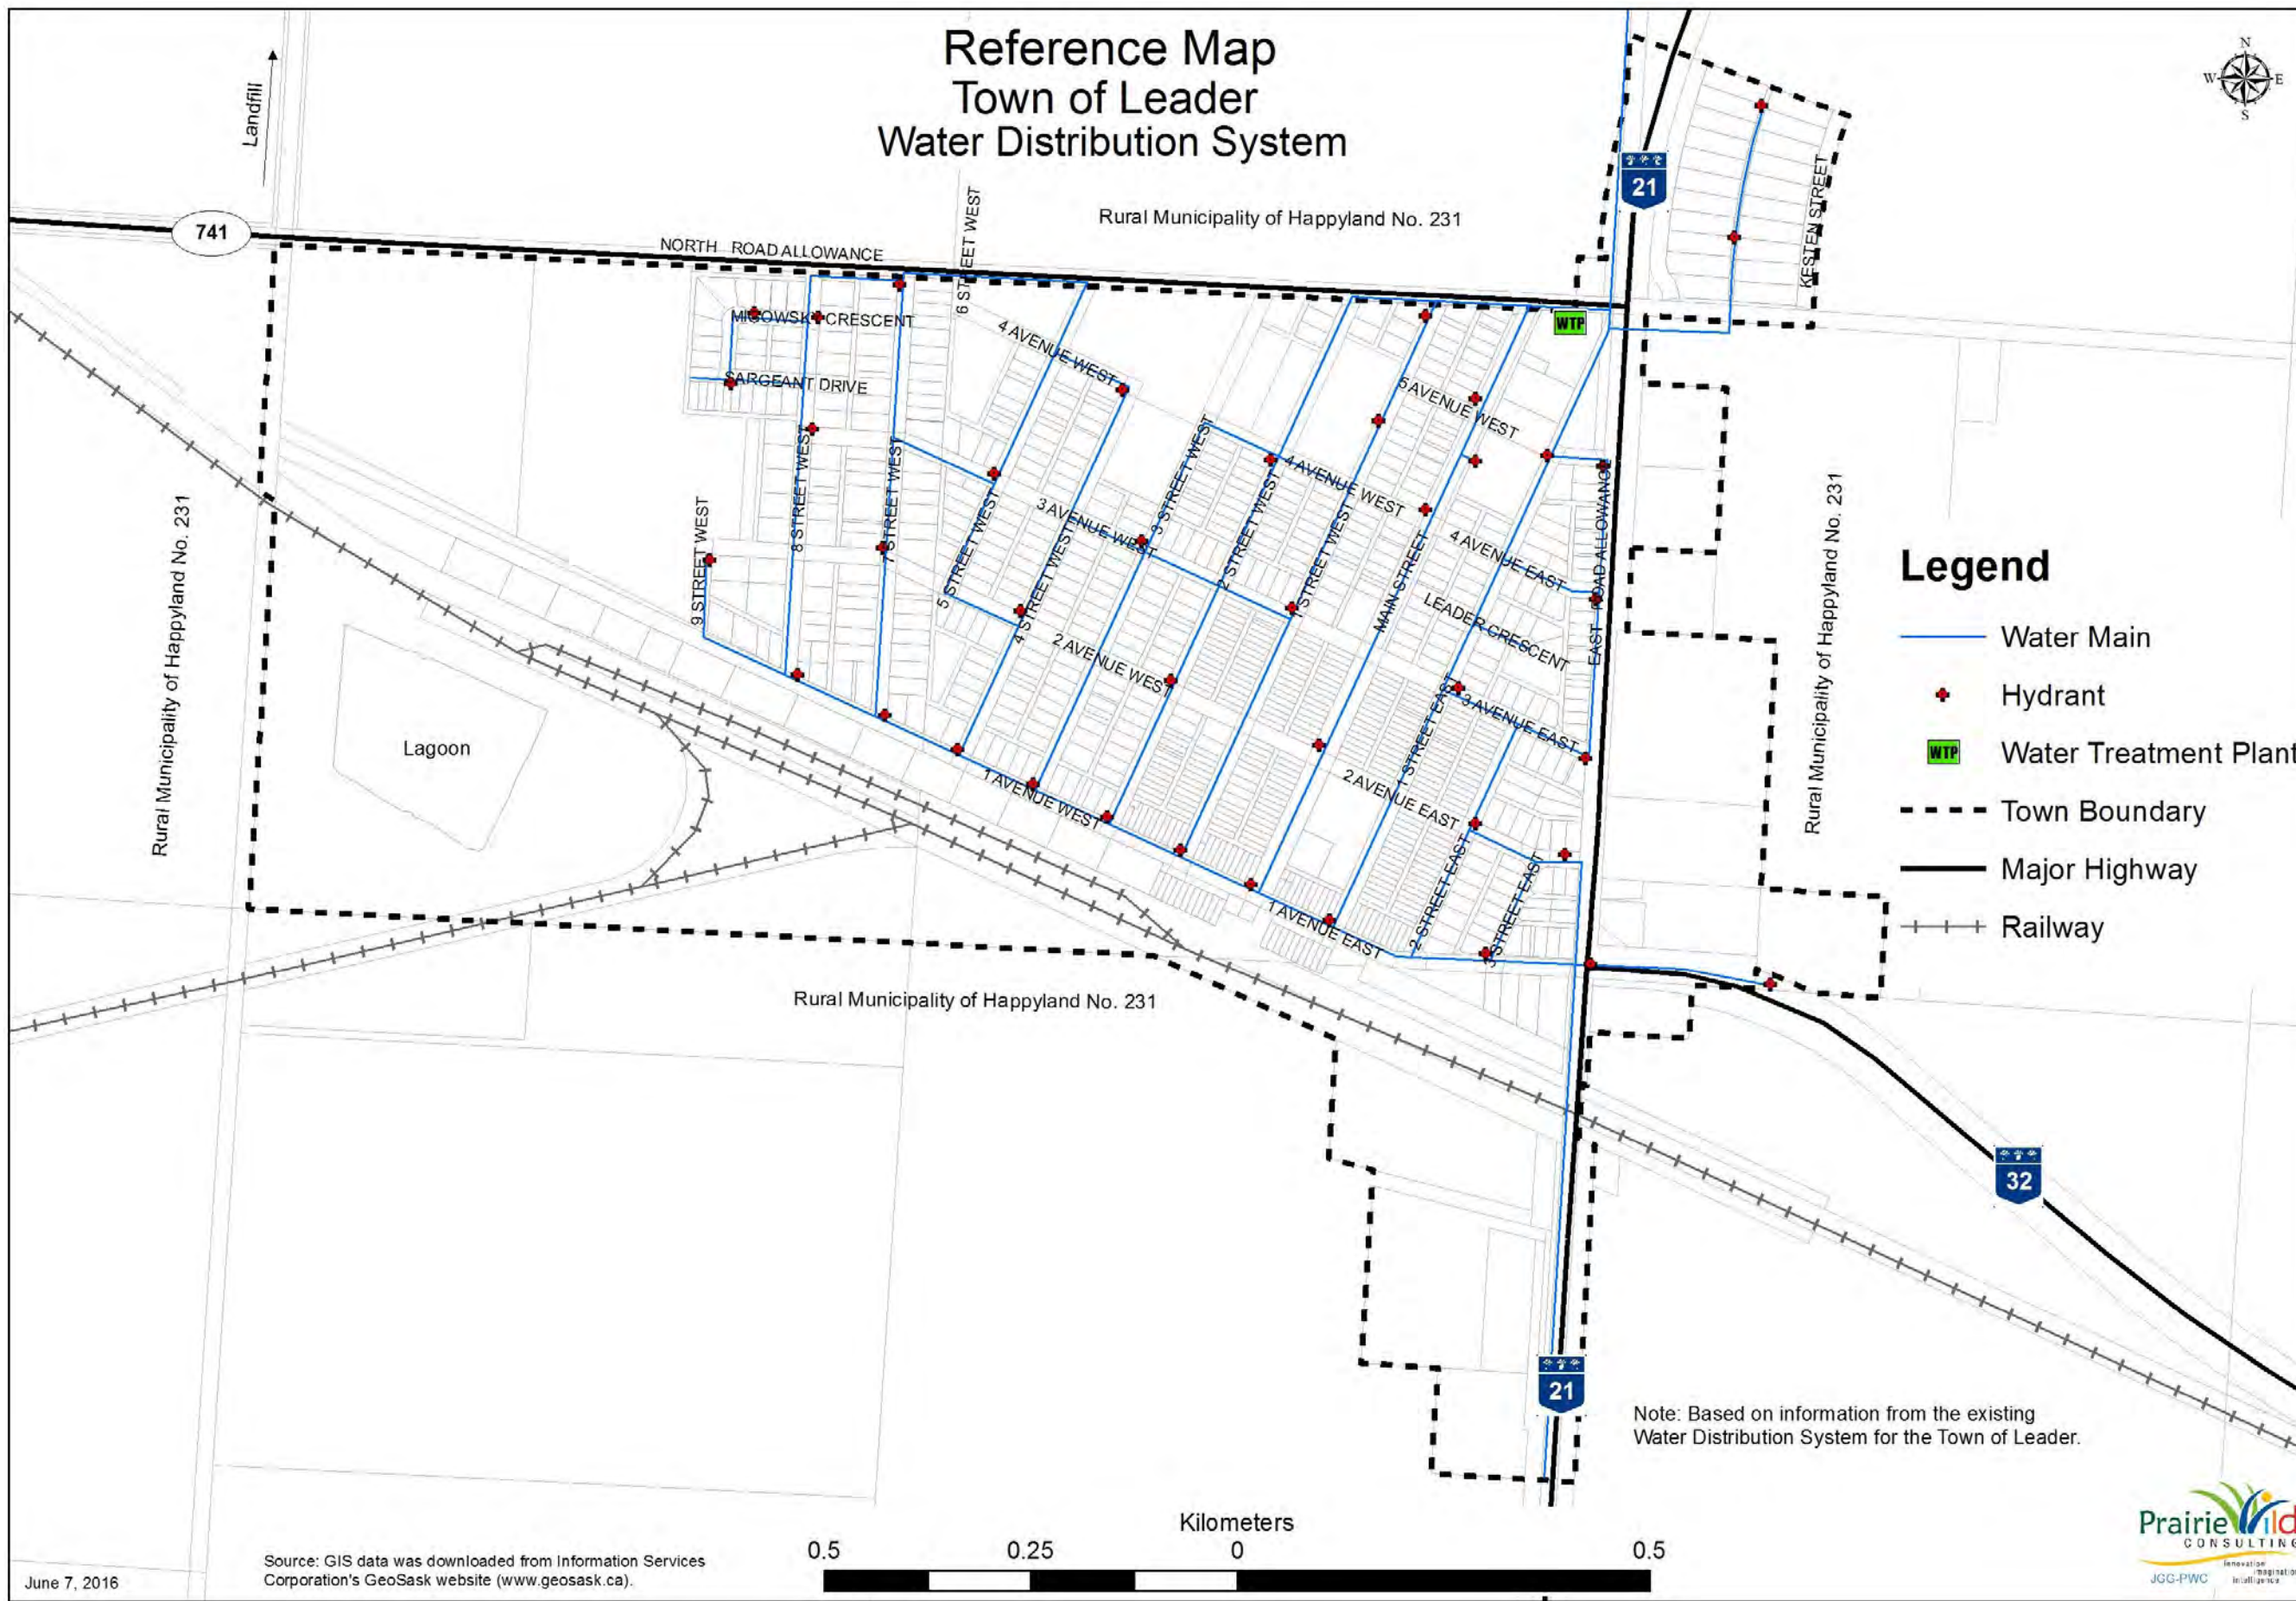 Reference Map
Town of Leader
Water Distribution System
N
W
E
S
Landfill
741
21
Rural Municipality of Happyland No. 231
NORTH ROAD ALLOWANCE
6 STREET WEST
KESTEN STREET
WTP
MIGOWSKY CRESCENT
SARGEANT DRIVE
4 AVENUE WEST
5 AVENUE WEST
3 STREET WEST
4 AVENUE WEST
8 STREET WEST
7 STREET WEST
9 STREET WEST
5 STREET WEST
3 AVENUE WEST
4 STREET WEST
2 STREET WEST
1 STREET WEST
MAIN STREET
4 AVENUE EAST
EAST ROAD ALLOWANCE
LEADER CRESCENT
2 AVENUE WEST
3 AVENUE EAST
1 STREET EAST
2 AVENUE EAST
1 AVENUE WEST
2 STREET EAST
3 STREET EAST
1 AVENUE EAST
Rural Municipality of Happyland No. 231
Lagoon
Rural Municipality of Happyland No. 231
Rural Municipality of Happyland No. 231
Legend
Water Main
Hydrant
WTP Water Treatment Plant
Town Boundary
Major Highway
Railway
32
21
Note: Based on information from the existing
Water Distribution System for the Town of Leader.
Kilometers
0.5 0.25 0 0.5
Source: GIS data was downloaded from Information Services
Corporation's GeoSask website (www.geosask.ca).
June 7, 2016
Prairie Wild
CONSULTING
Innovation
Imagination
Intelligence
JGG-PWC